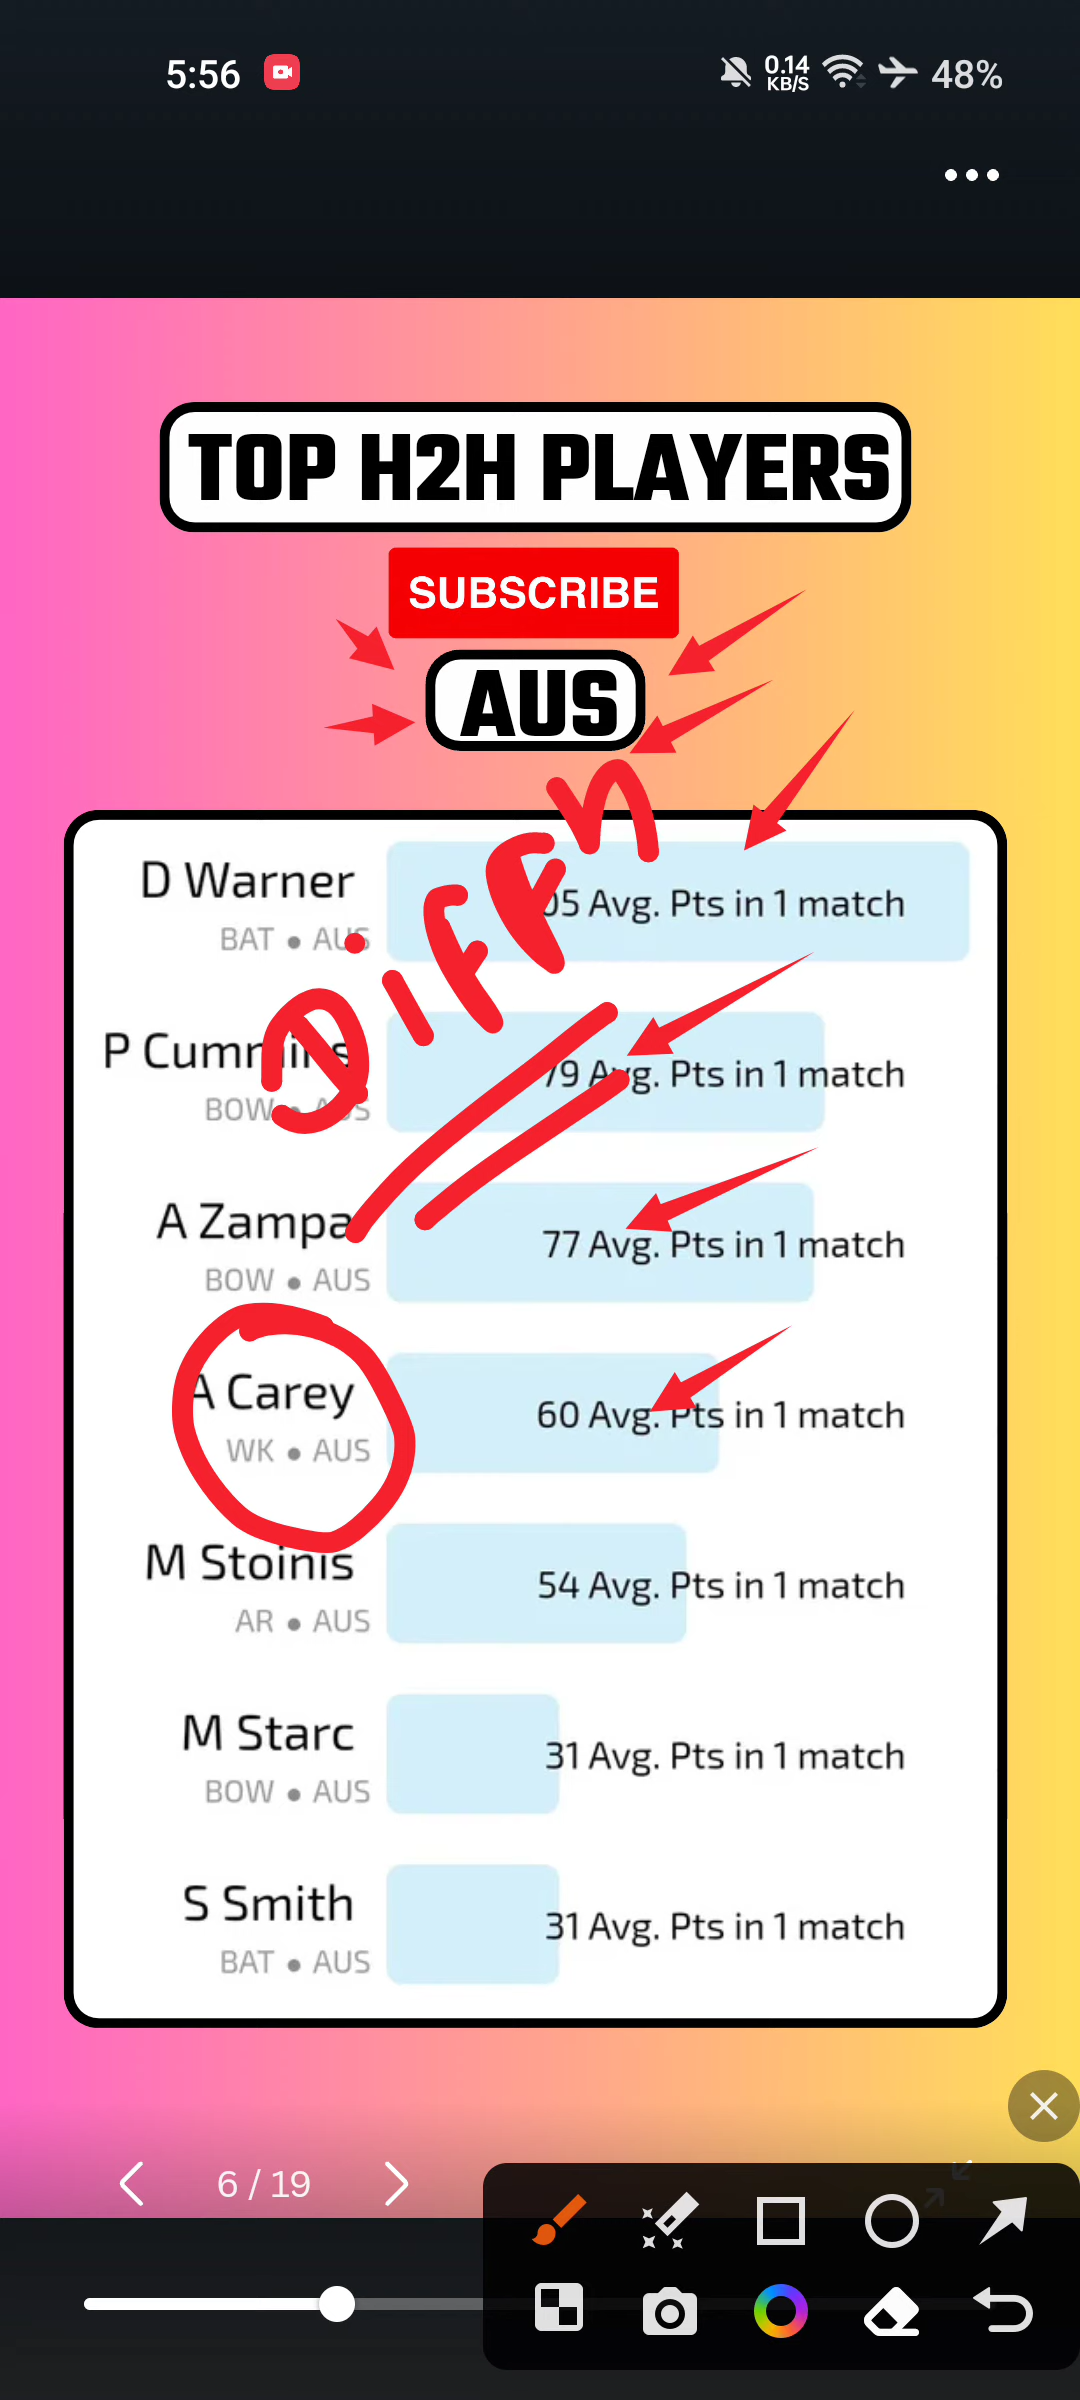 5:56 0.14 KB/S 48%
TOP H2H PLAYERS
SUBSCRIBE
AUS
Diffn
D Warner
05 Avg. Pts in 1 match
BAT • AUS
P Cummins
79 Avg. Pts in 1 match
BOW • AUS
A Zampa
77 Avg. Pts in 1 match
BOW • AUS
A Carey
60 Avg. Pts in 1 match
WK • AUS
M Stoinis
54 Avg. Pts in 1 match
AR • AUS
M Starc
31 Avg. Pts in 1 match
BOW • AUS
S Smith
31 Avg. Pts in 1 match
BAT • AUS
6 / 19